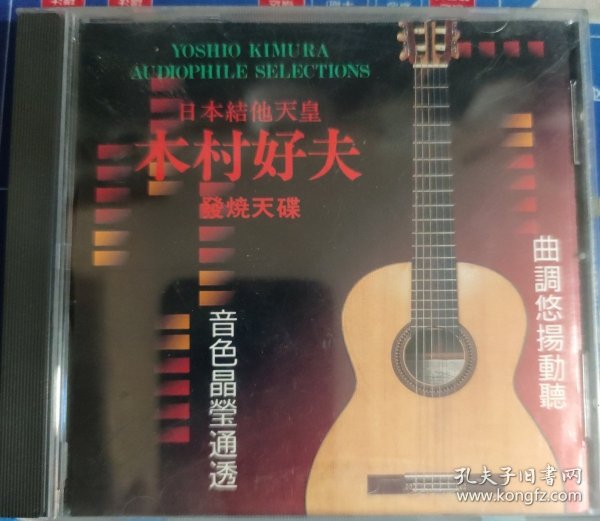 YOSHIO KIMURA
AUDIOPHILE SELECTIONS
日本結他天皇
木村好夫
發燒天碟
曲調悠揚動聽
音色晶瑩通透
孔夫子旧书网
www.kongfz.com